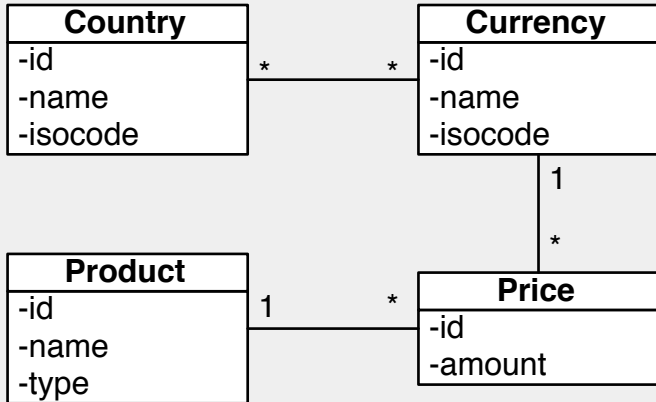 Country
-id
-name
-isocode
* *
Currency
-id
-name
-isocode
1
*
Product
-id
-name
-type
1 *
Price
-id
-amount